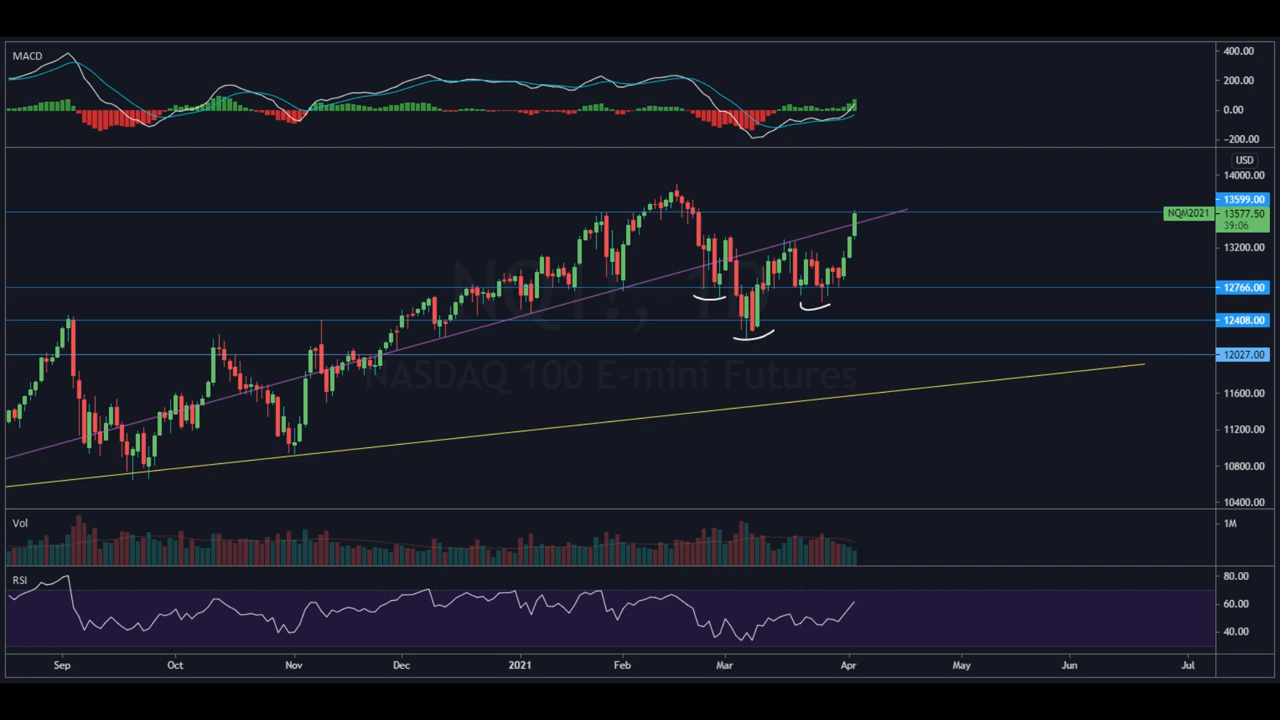 MACD
400.00
200.00
0.00
−200.00
USD
14000.00
13599.00
NQM2021 13577.50
39:06
13200.00
12766.00
12408.00
12027.00
11600.00
11200.00
10800.00
10400.00
NASDAQ 100 E-mini Futures
Vol
1M
RSI
80.00
60.00
40.00
Sep Oct Nov Dec 2021 Feb Mar Apr May Jun Jul